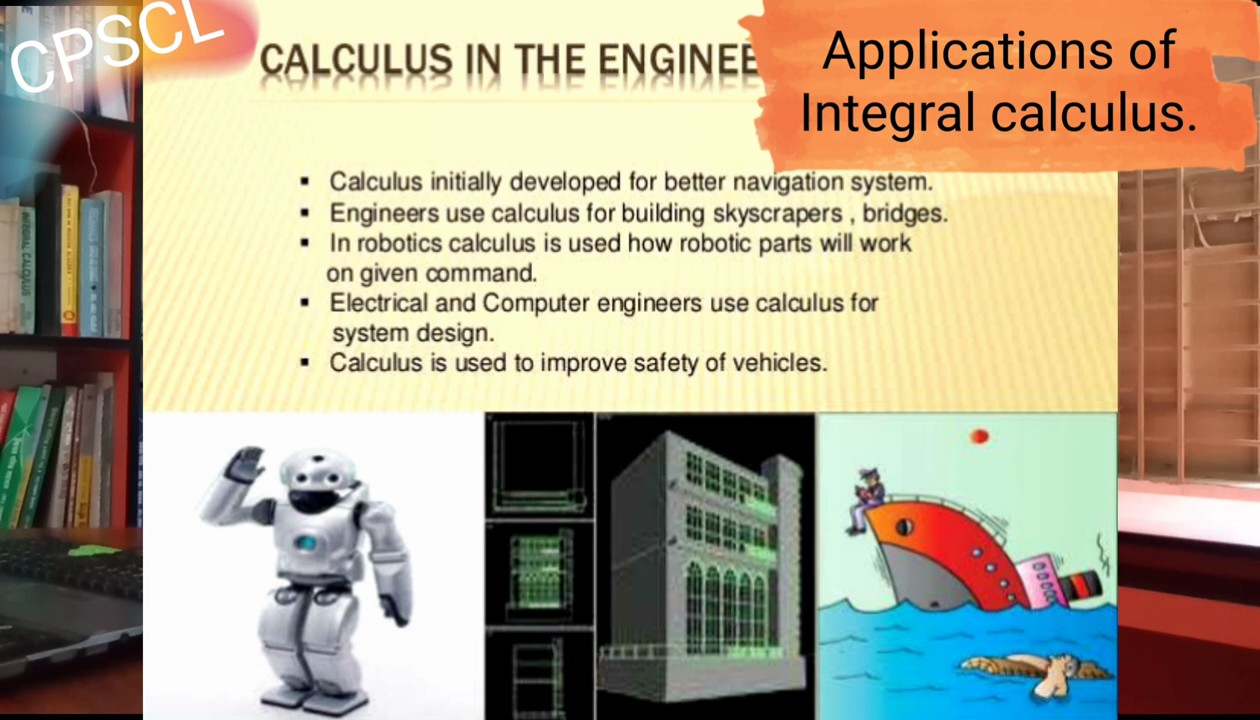 CPSCL
CALCULUS IN THE ENGINEE
Applications of
Integral calculus.
▪ Calculus initially developed for better navigation system.
▪ Engineers use calculus for building skyscrapers , bridges.
▪ In robotics calculus is used how robotic parts will work
on given command.
▪ Electrical and Computer engineers use calculus for
system design.
▪ Calculus is used to improve safety of vehicles.
INTEGRAL CALCULUS